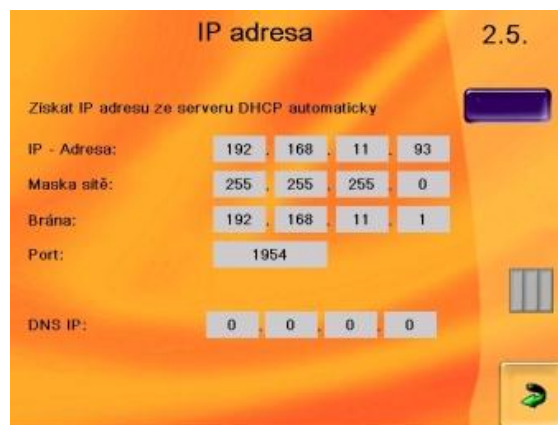 IP adresa
2.5.
Získat IP adresu ze serveru DHCP automaticky
IP - Adresa: 192 . 168 . 11 . 93
Maska sítě: 255 . 255 . 255 . 0
Brána: 192 . 168 . 11 . 1
Port: 1954
DNS IP: 0 . 0 . 0 . 0